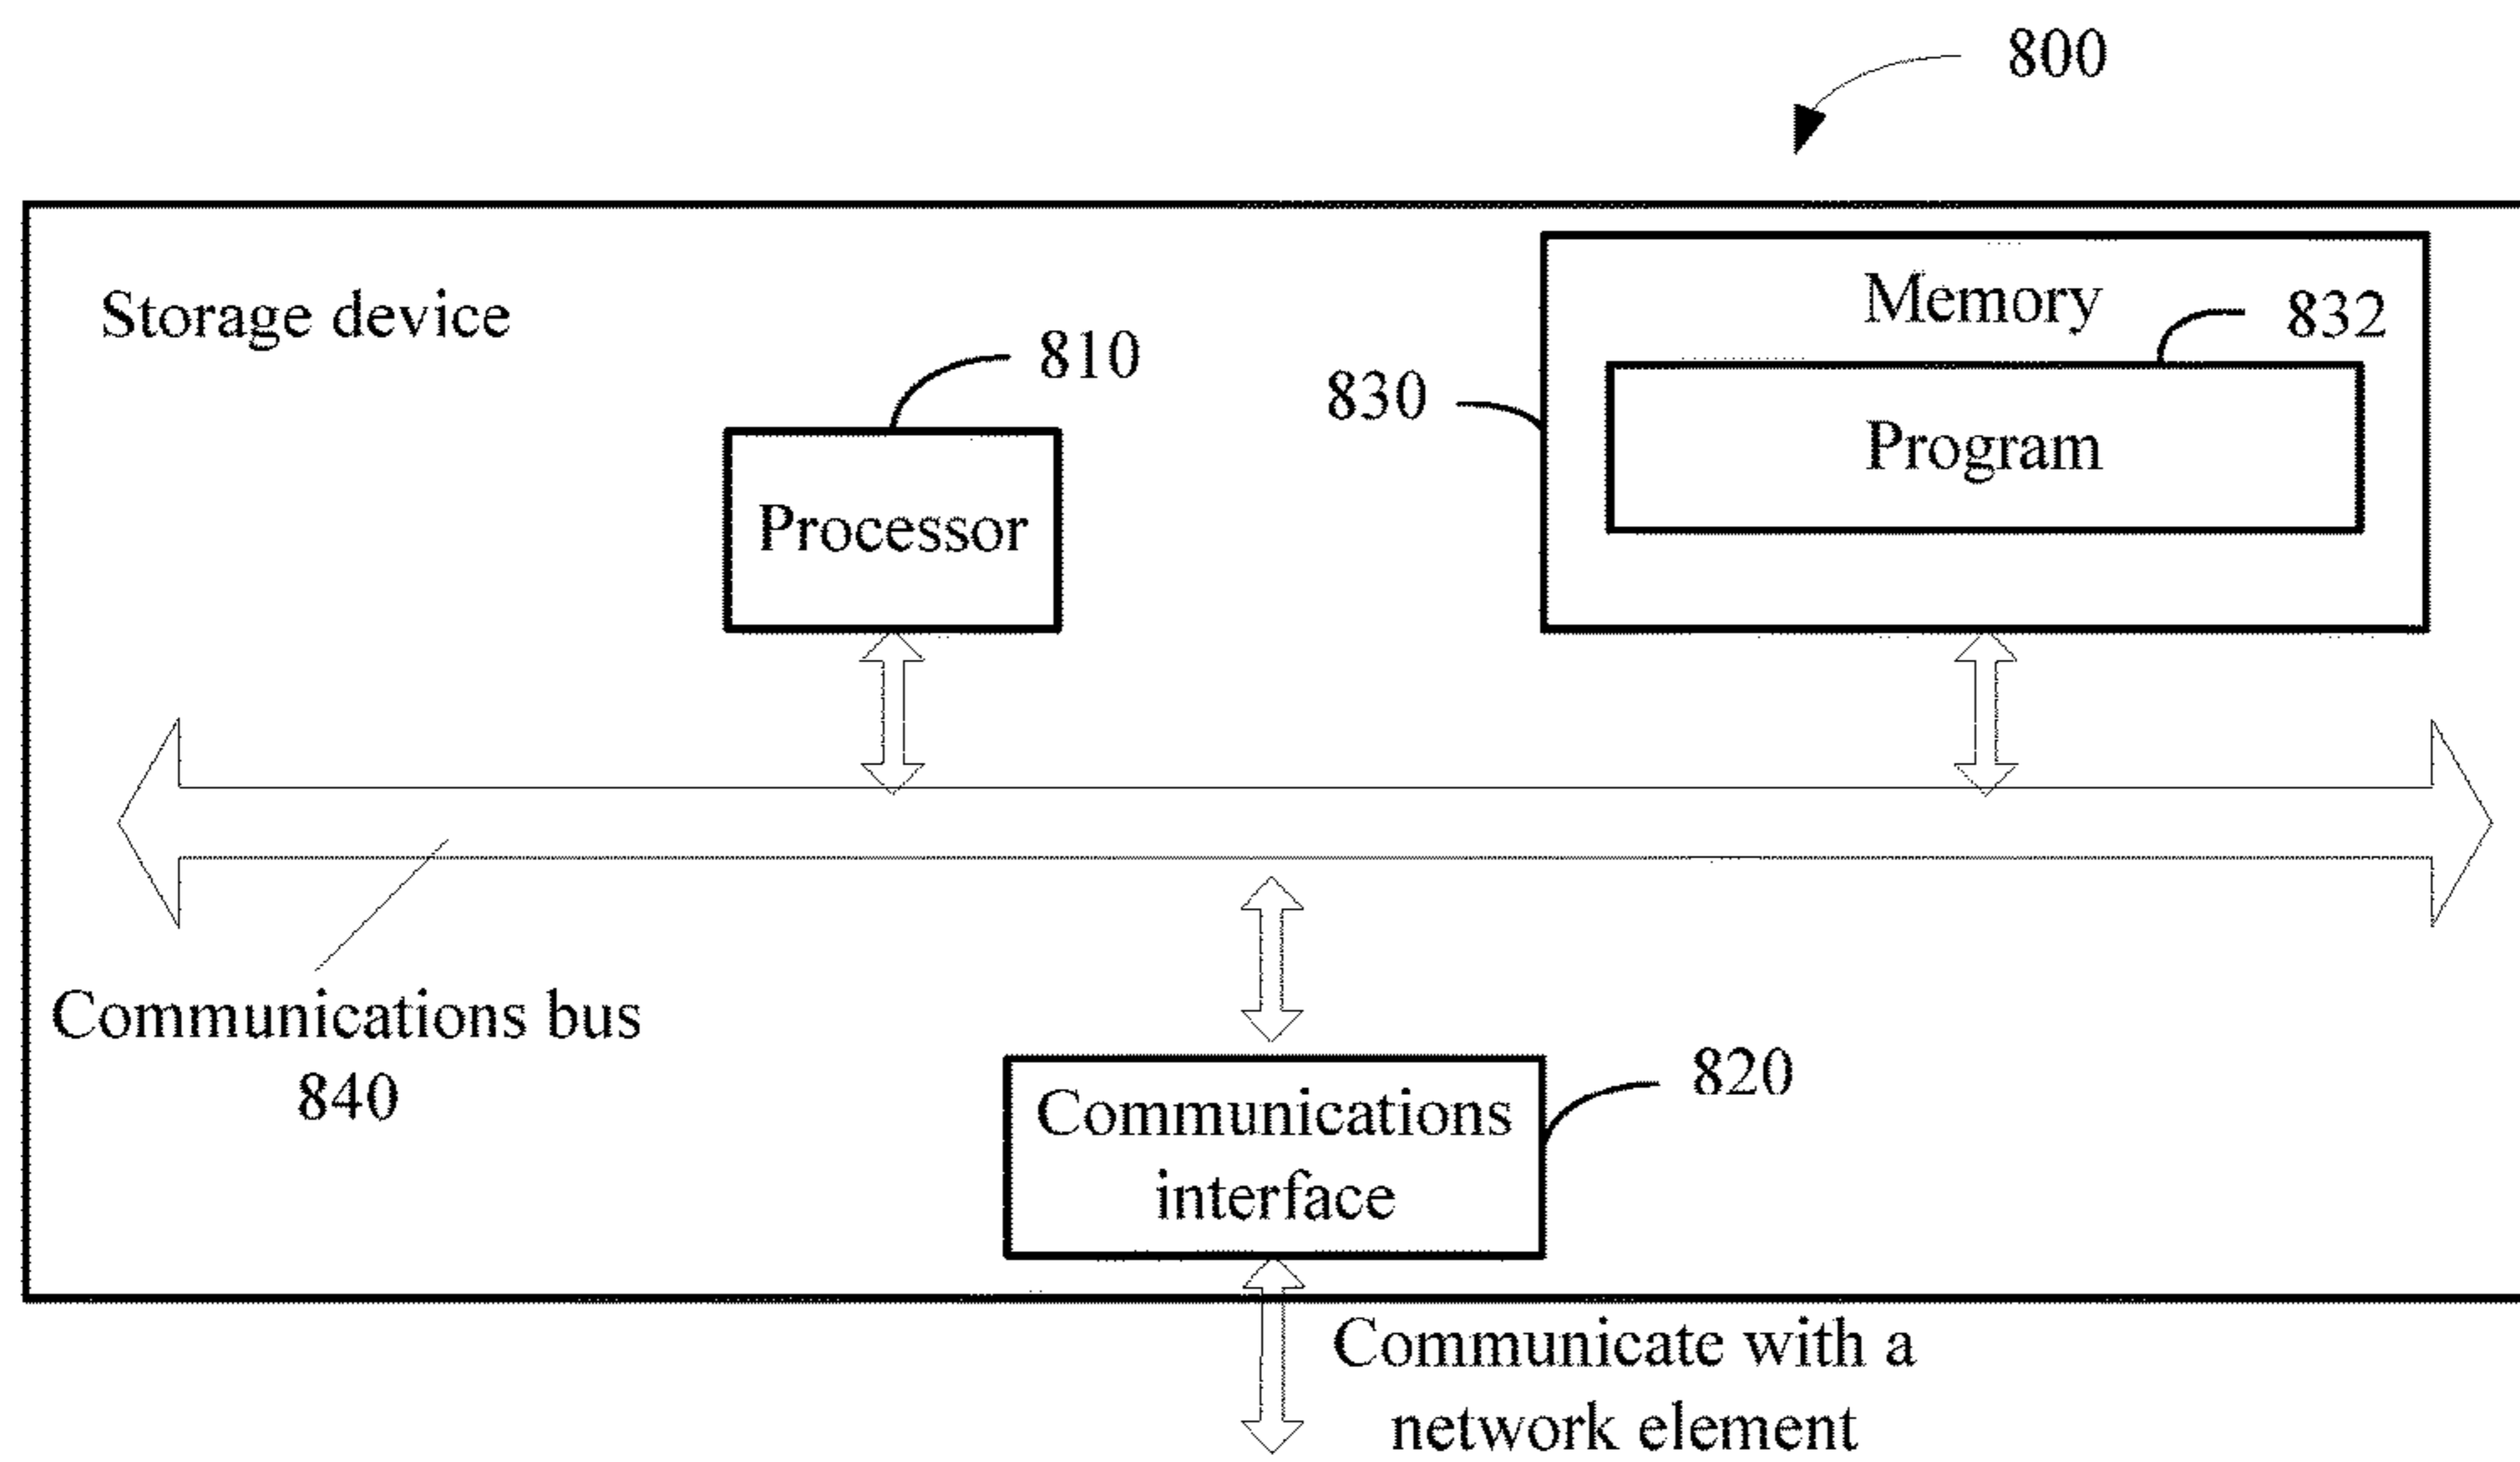 800
Storage device
Memory
832
810
830
Program
Processor
Communications bus
840
820
Communications
interface
Communicate with a
network element